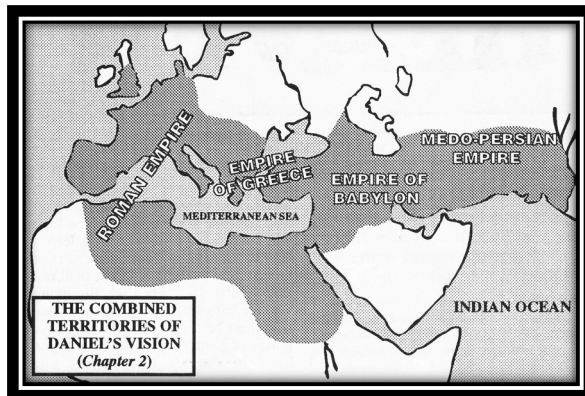 ROMAN EMPIRE
EMPIRE
OF GREECE
MEDITERRANEAN SEA
EMPIRE OF
BABYLON
MEDO-PERSIAN
EMPIRE
INDIAN OCEAN
THE COMBINED
TERRITORIES OF
DANIEL'S VISION
(Chapter 2)